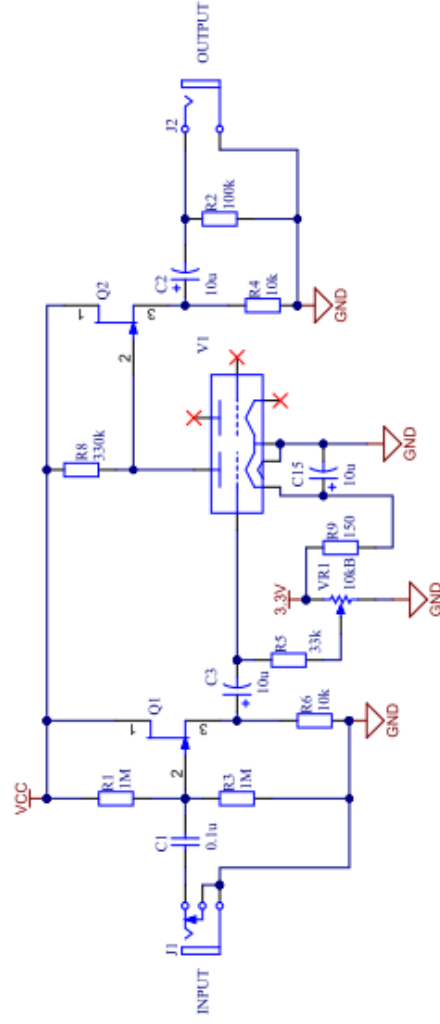 VCC
R1
1M
C1
0.1u
J1
INPUT
R3
1M
Q1
1
2
3
C3
10u
R6
10k
GND
R5
33k
3.3V
VR1
10kB
GND
R9
150
C15
10u
GND
R8
330k
V1
Q2
1
2
3
C2
10u
R4
10k
GND
R2
100k
J2
OUTPUT